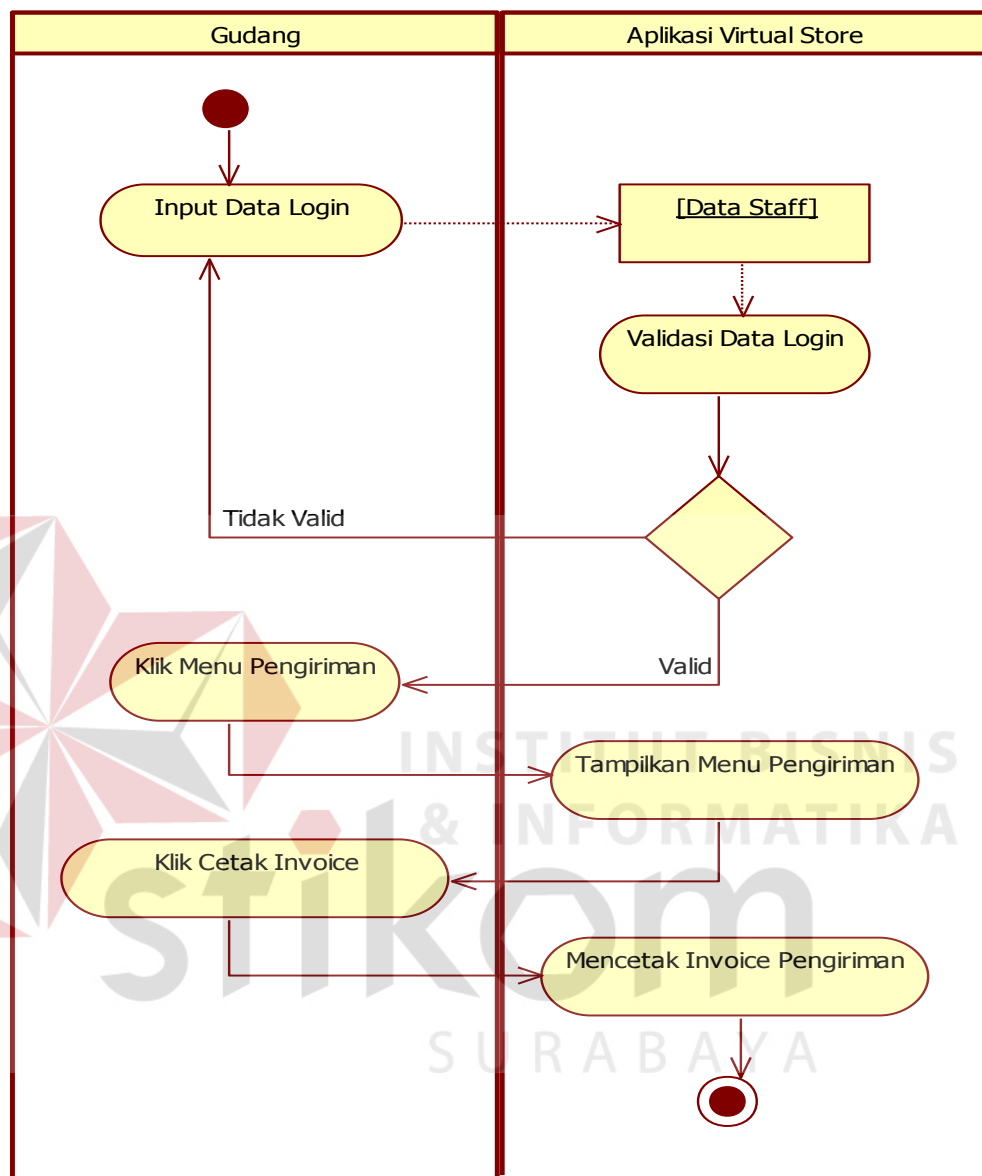 Gudang
Aplikasi Virtual Store
Input Data Login
[Data Staff]
Validasi Data Login
Tidak Valid
Klik Menu Pengiriman
Valid
Tampilkan Menu Pengiriman
Klik Cetak Invoice
Mencetak Invoice Pengiriman
INSTITUT BISNIS
& INFORMATIKA
stikom
SURABAYA